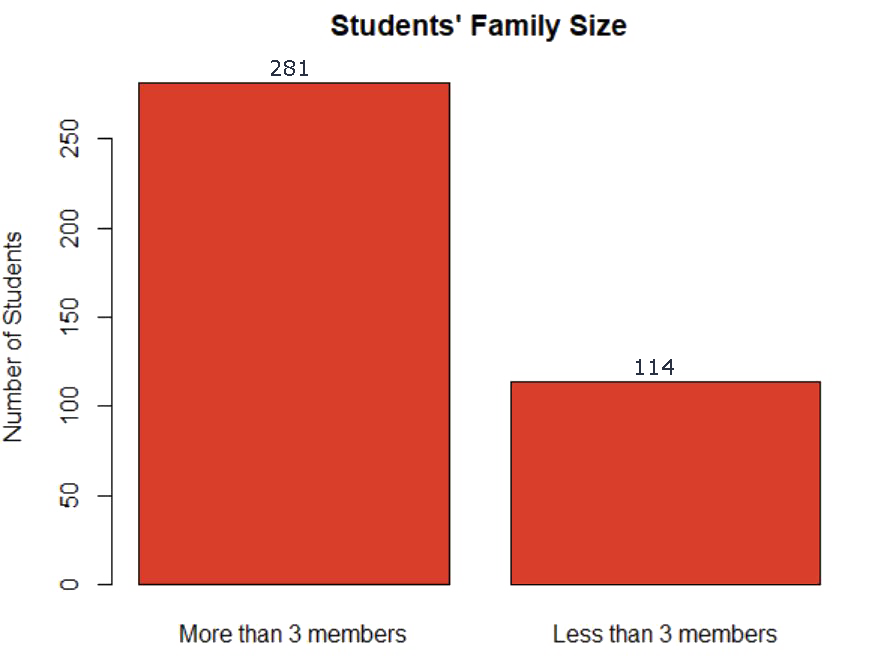 Students' Family Size
281
114
Number of Students
250
200
150
100
50
0
More than 3 members
Less than 3 members